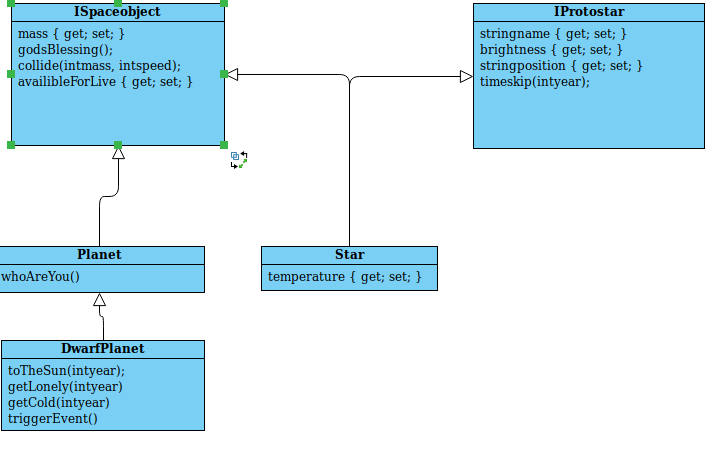 ISpaceobject
mass { get; set; }
godsBlessing();
collide(intmass, intspeed);
availibleForLive { get; set; }
IProtostar
stringname { get; set; }
brightness { get; set; }
stringposition { get; set; }
timeskip(intyear);
Planet
whoAreYou()
Star
temperature { get; set; }
DwarfPlanet
toTheSun(intyear);
getLonely(intyear)
getCold(intyear)
triggerEvent()